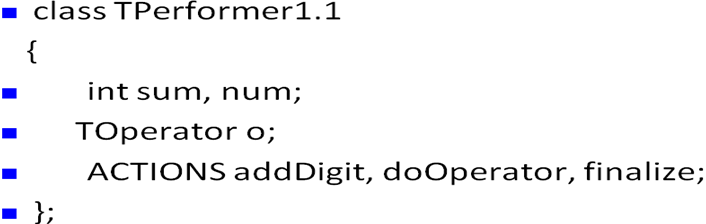 class TPerformer1.1
{
int sum, num;
TOperator o;
ACTIONS addDigit, doOperator, finalize;
};